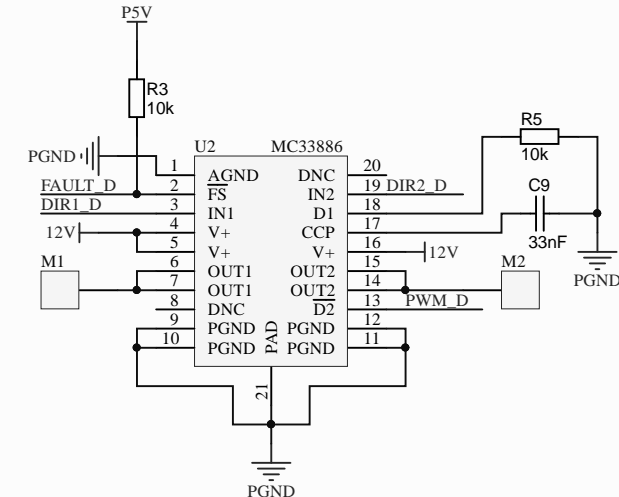 P5V
R3
10k
U2 MC33886
R5
10k
PGND
1 AGND DNC 20
FAULT_D 2 FS IN2 19 DIR2_D
DIR1_D 3 IN1 D1 18
C9
33nF
12V 4 V+ CCP 17
5 V+ V+ 16 12V
PGND
M1 6 OUT1 OUT2 15 M2
7 OUT1 OUT2 14
8 DNC D2 13 PWM_D
9 PGND PGND 12
10 PGND PGND 11
PAD
21
PGND